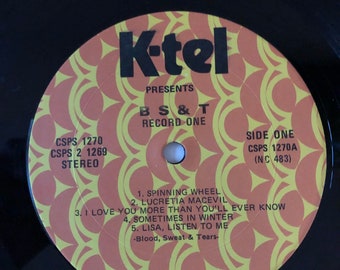 K-tel
PRESENTS
B S & T
RECORD ONE
CSPS 1270
CSPS 2 1269
STEREO
SIDE ONE
CSPS 1270A
(NC 483)
1. SPINNING WHEEL
2. LUCRETIA MACEVIL
3. I LOVE YOU MORE THAN YOU'LL EVER KNOW
4. SOMETIMES IN WINTER
5. LISA, LISTEN TO ME
-Blood, Sweat & Tears-